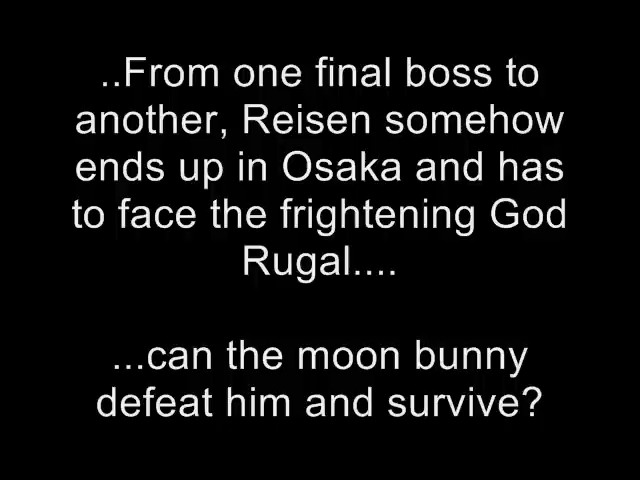 ..From one final boss to
another, Reisen somehow
ends up in Osaka and has
to face the frightening God
Rugal....
...can the moon bunny
defeat him and survive?